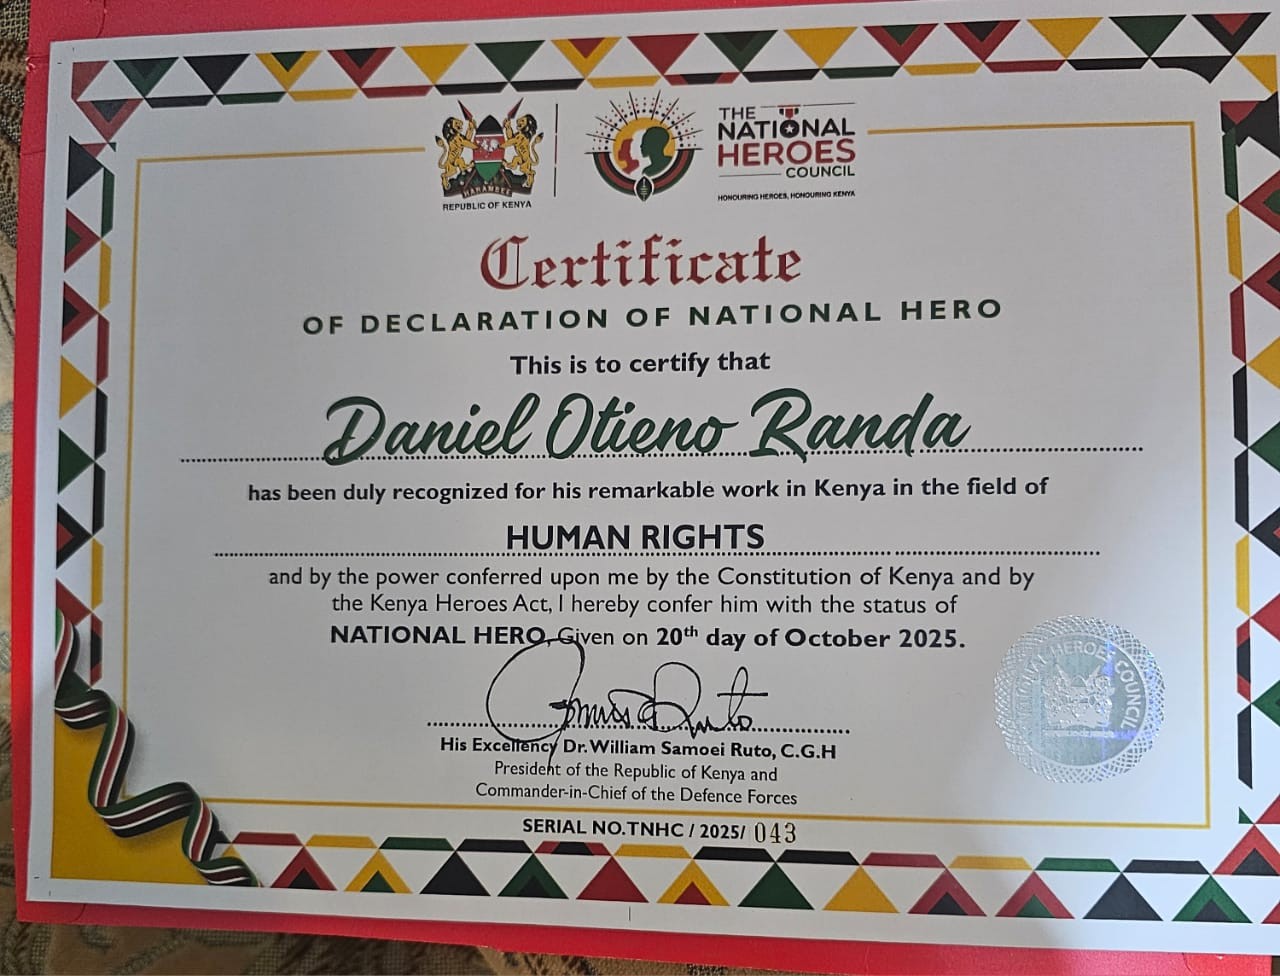 HARAMBEE
REPUBLIC OF KENYA
THE
NATIONAL
HEROES
COUNCIL
HONOURING HEROES, HONOURING KENYA
Certificate
OF DECLARATION OF NATIONAL HERO
This is to certify that
Daniel Otieno Randa
has been duly recognized for his remarkable work in Kenya in the field of
HUMAN RIGHTS
and by the power conferred upon me by the Constitution of Kenya and by
the Kenya Heroes Act, I hereby confer him with the status of
NATIONAL HERO. Given on 20th day of October 2025.
His Excellency Dr. William Samoei Ruto, C.G.H
President of the Republic of Kenya and
Commander-in-Chief of the Defence Forces
SERIAL NO.TNHC / 2025/ 043
HEROES COUNCIL